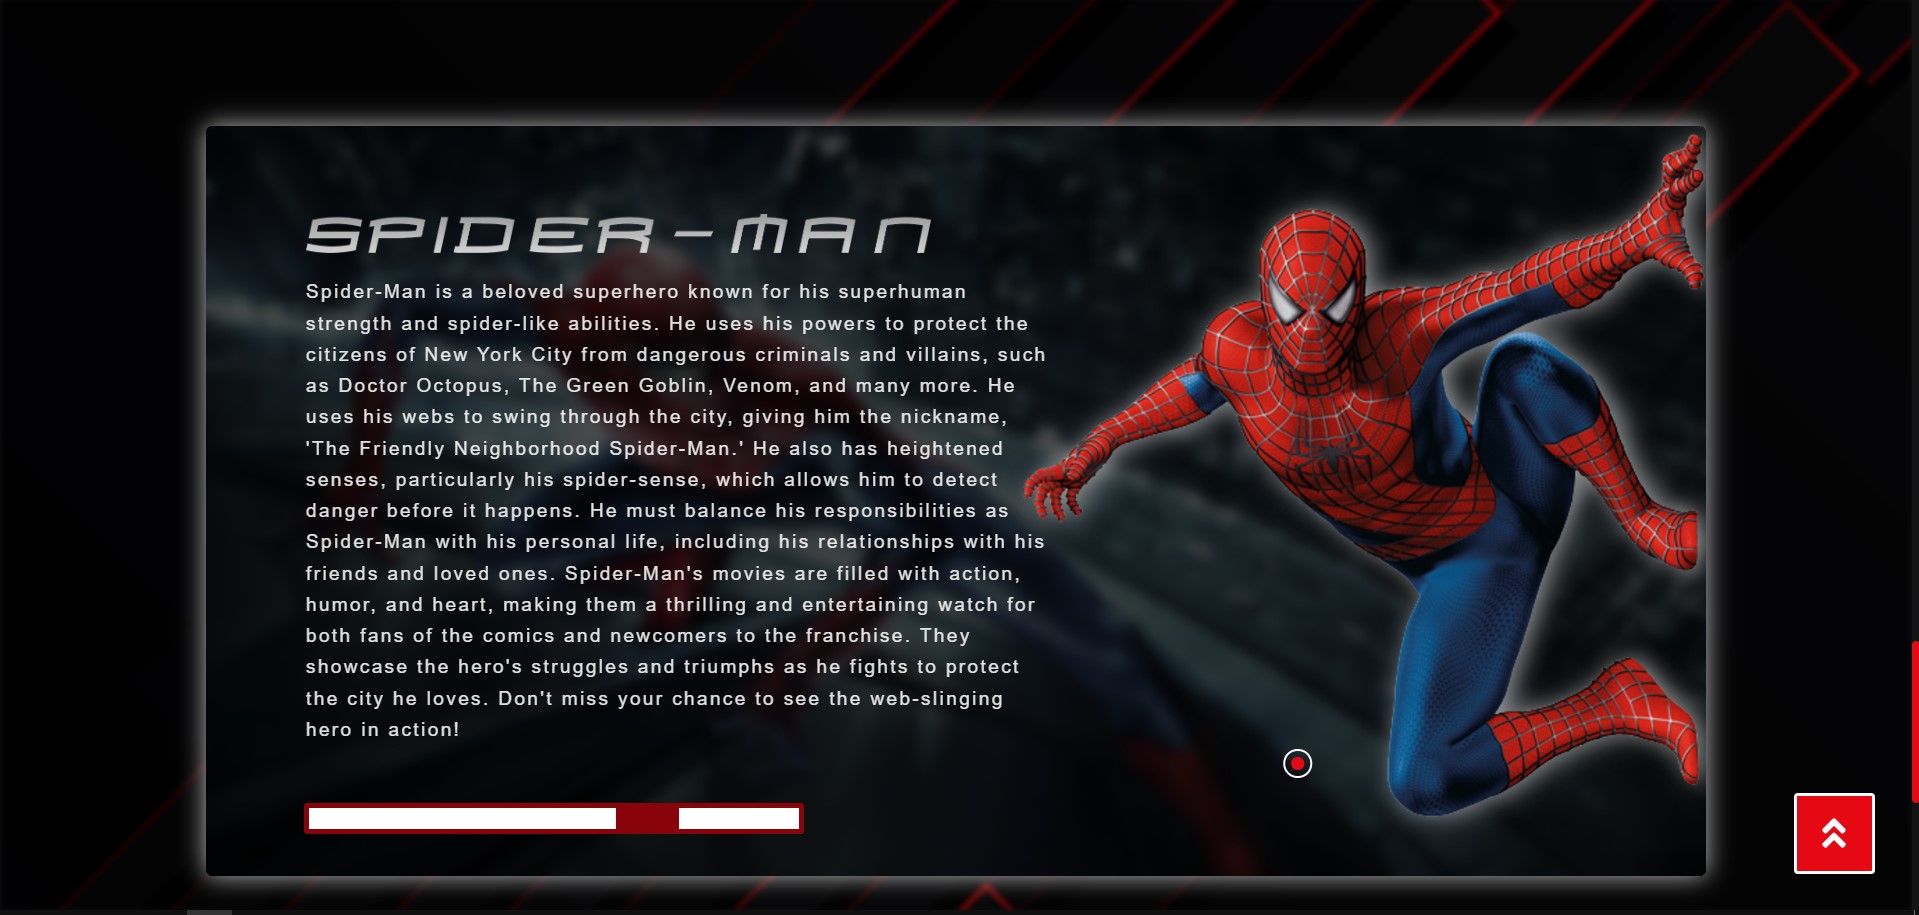 SPIDER-MAN
Spider-Man is a beloved superhero known for his superhuman
strength and spider-like abilities. He uses his powers to protect the
citizens of New York City from dangerous criminals and villains, such
as Doctor Octopus, The Green Goblin, Venom, and many more. He
uses his webs to swing through the city, giving him the nickname,
'The Friendly Neighborhood Spider-Man.' He also has heightened
senses, particularly his spider-sense, which allows him to detect
danger before it happens. He must balance his responsibilities as
Spider-Man with his personal life, including his relationships with his
friends and loved ones. Spider-Man's movies are filled with action,
humor, and heart, making them a thrilling and entertaining watch for
both fans of the comics and newcomers to the franchise. They
showcase the hero's struggles and triumphs as he fights to protect
the city he loves. Don't miss your chance to see the web-slinging
hero in action!